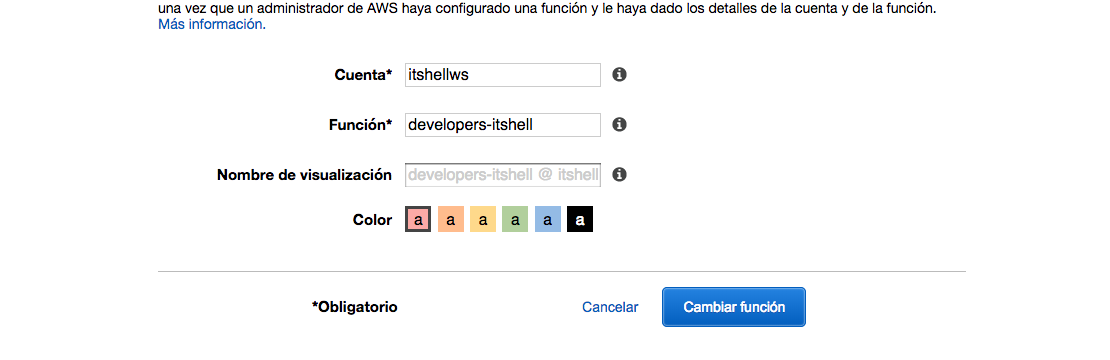 una vez que un administrador de AWS haya configurado una función y le haya dado los detalles de la cuenta y de la función.
Más información.
Cuenta* itshellws
Función* developers-itshell
Nombre de visualización developers-itshell @ itshell
Color a a a a a a
*Obligatorio Cancelar Cambiar función